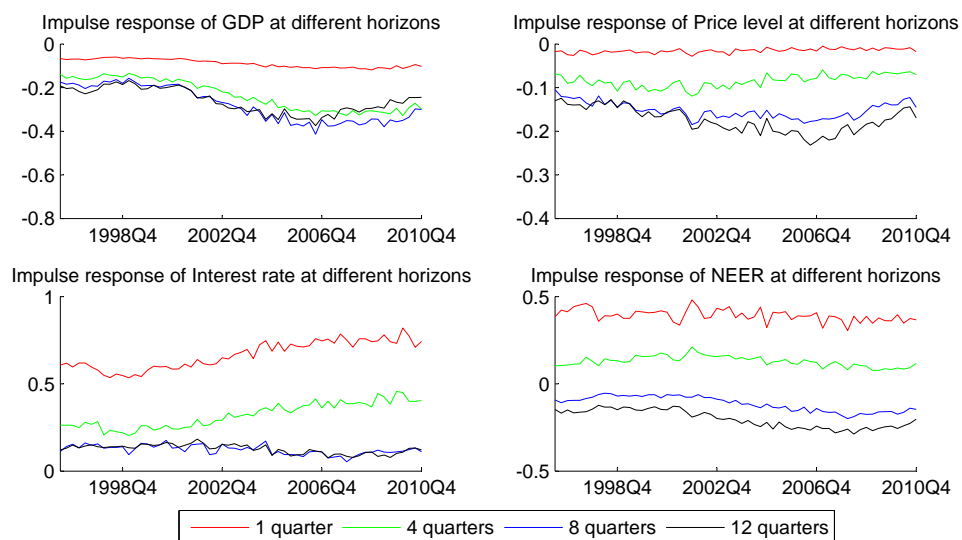 Impulse response of GDP at different horizons
0
-0.2
-0.4
-0.6
-0.8
1998Q4 2002Q4 2006Q4 2010Q4
Impulse response of Price level at different horizons
0
-0.1
-0.2
-0.3
-0.4
1998Q4 2002Q4 2006Q4 2010Q4
Impulse response of Interest rate at different horizons
1
0.5
0
1998Q4 2002Q4 2006Q4 2010Q4
Impulse response of NEER at different horizons
0.5
0
-0.5
1998Q4 2002Q4 2006Q4 2010Q4
1 quarter 4 quarters 8 quarters 12 quarters